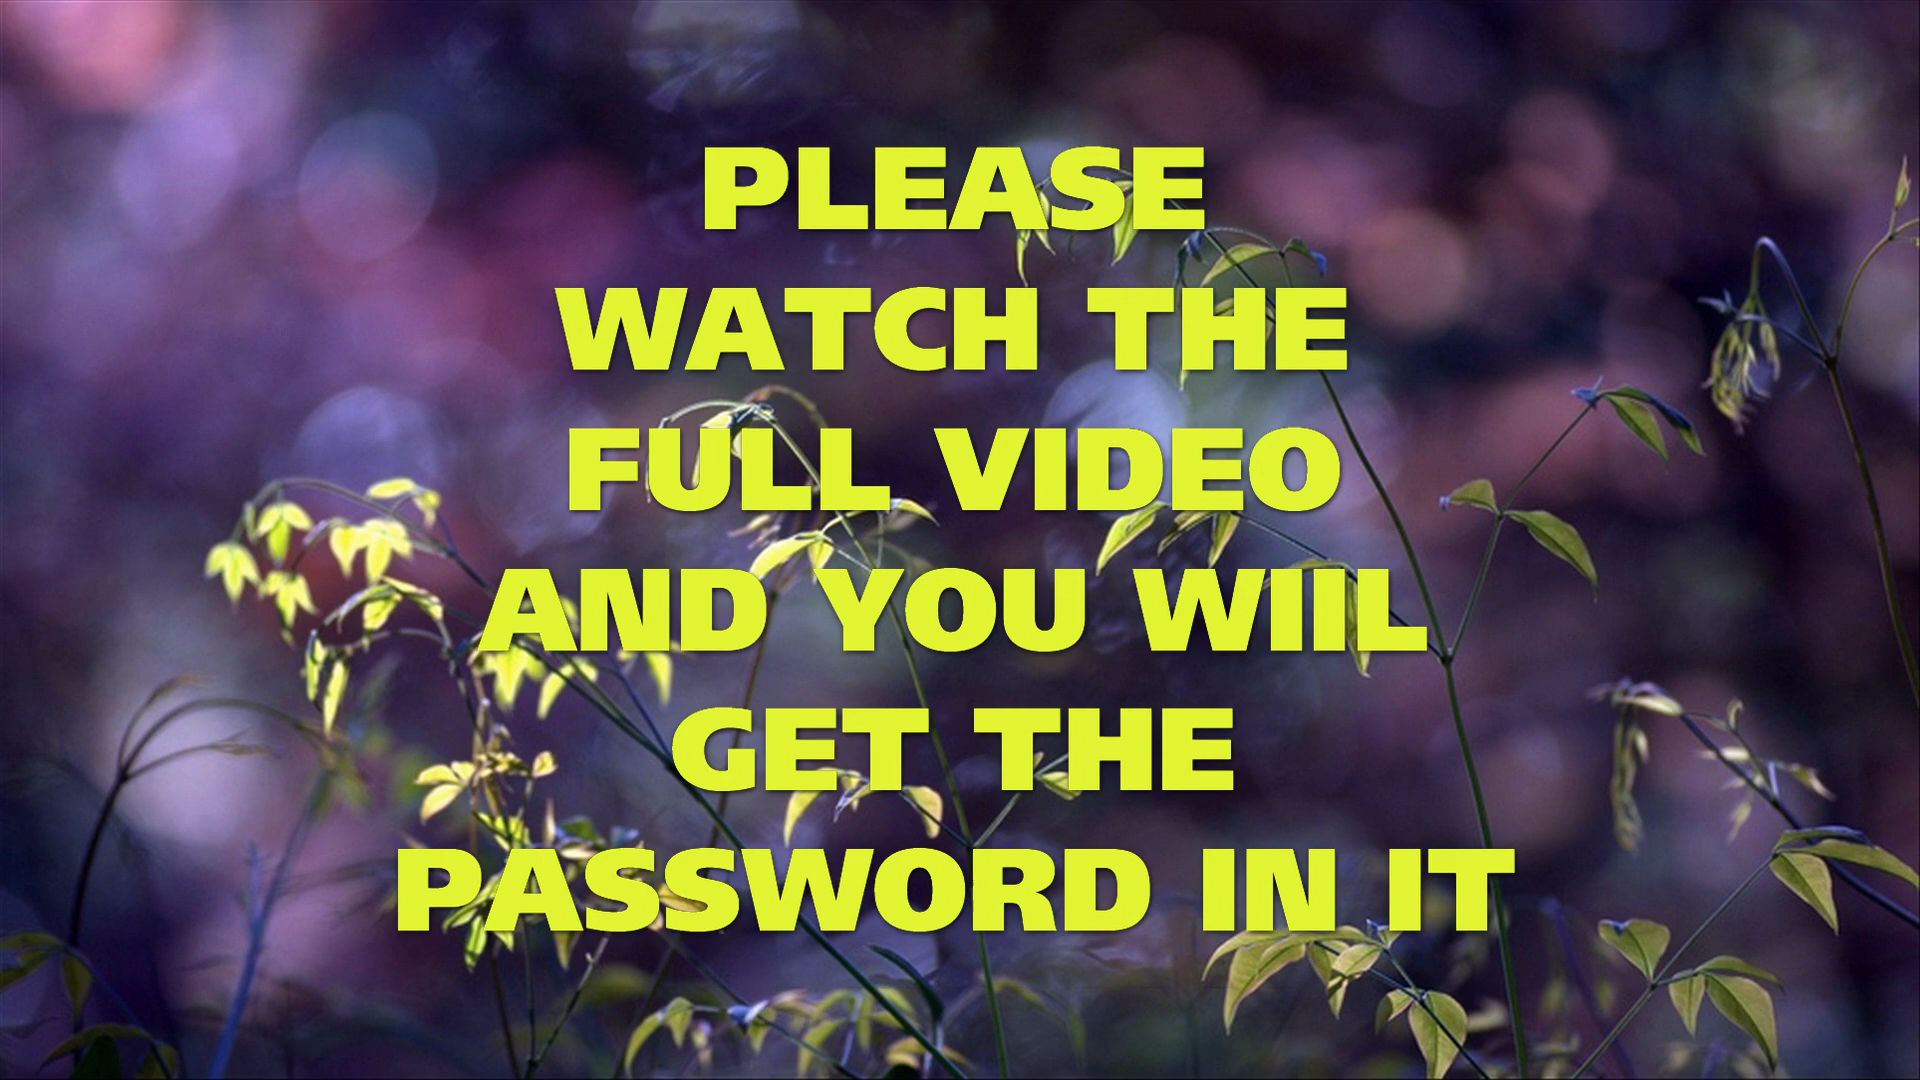 PLEASE
WATCH THE
FULL VIDEO
AND YOU WIIL
GET THE
PASSWORD IN IT